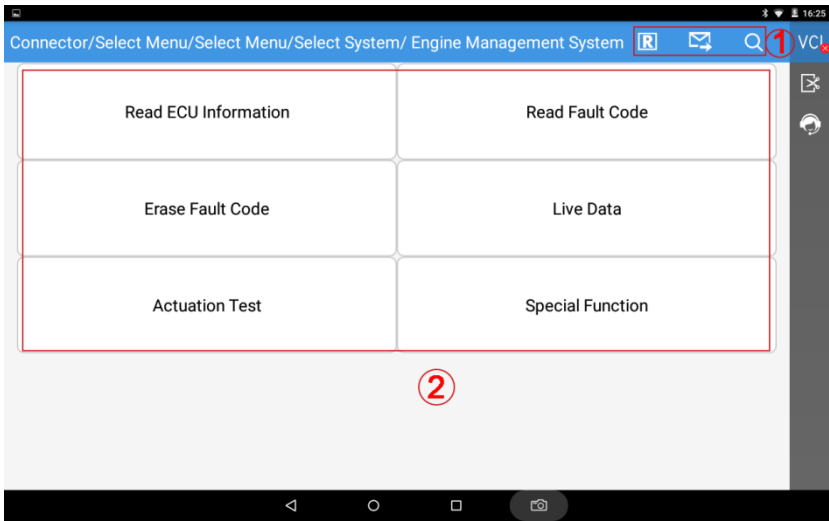 16:25
Connector/Select Menu/Select Menu/Select System/ Engine Management System R ① VCI
Read ECU Information Read Fault Code
Erase Fault Code Live Data
Actuation Test Special Function
②